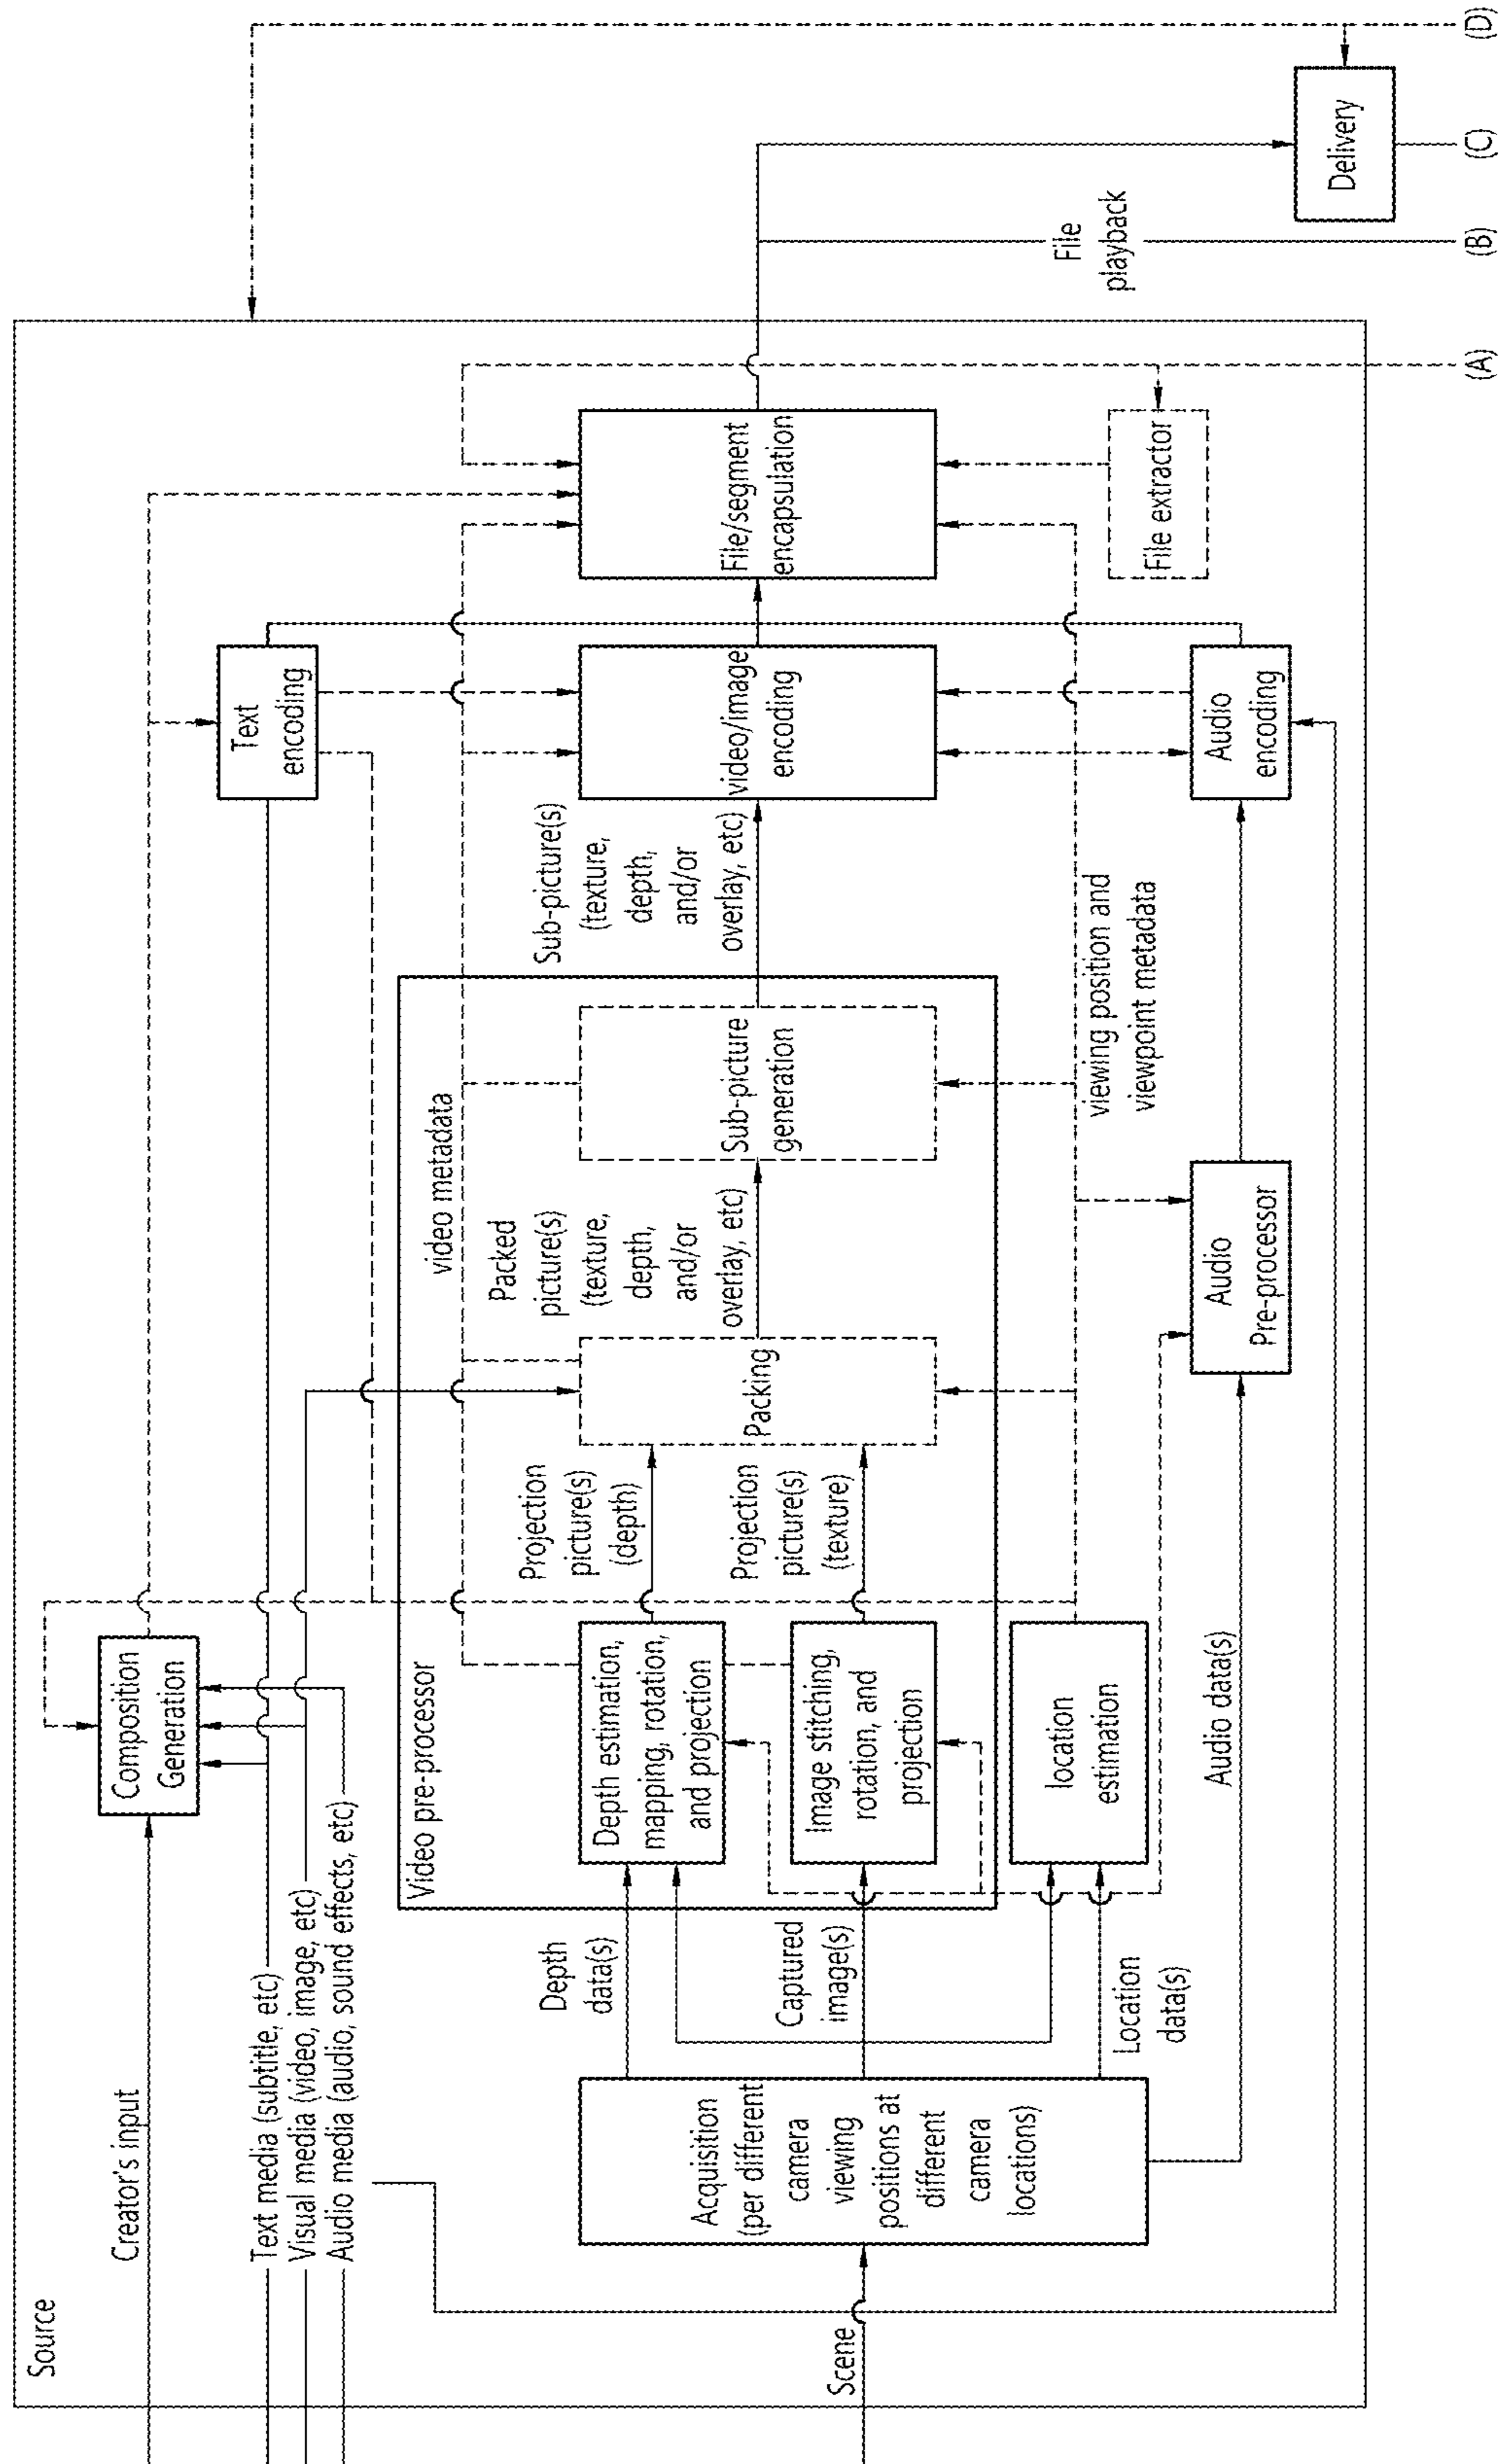 Source
Creator's input
Text media (subtitle, etc)
Visual media (video, image, etc)
Audio media (audio, sound effects, etc)
Composition
Generation
Text
encoding
Scene
Acquisition
(per different
camera
viewing
positions at
different
camera
locations)
Depth
data(s)
Captured
image(s)
Location
data(s)
Audio data(s)
Video pre-processor
Depth estimation,
mapping, rotation,
and projection
Image stitching,
rotation, and
projection
location
estimation
Projection
picture(s)
(depth)
Projection
picture(s)
(texture)
Packing
video metadata
Packed
picture(s)
(texture,
depth,
and/or
overlay, etc)
Sub-picture
generation
Sub-picture(s)
(texture,
depth,
and/or
overlay, etc)
video/image
encoding
viewing position and
viewpoint metadata
Audio
Pre-processor
Audio
encoding
File/segment
encapsulation
File extractor
File
playback
Delivery
(A)
(B)
(C)
(D)